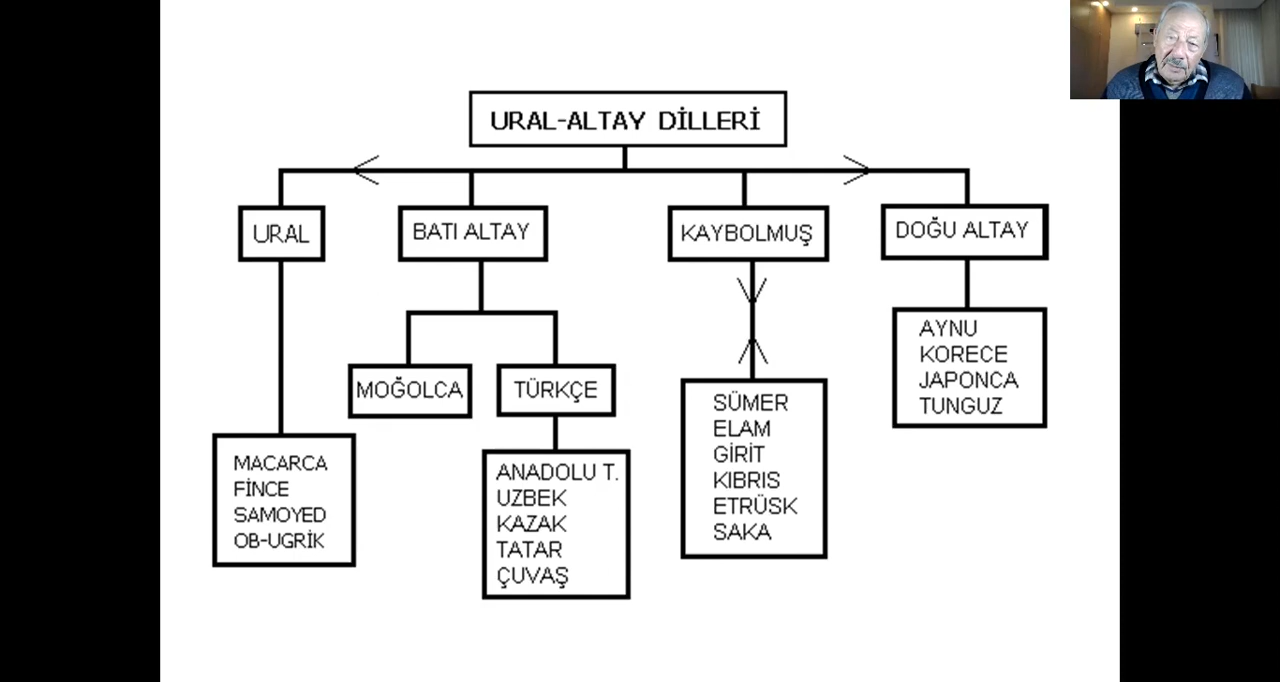 URAL-ALTAY DİLLERİ
URAL
BATI ALTAY
KAYBOLMUŞ
DOĞU ALTAY
MOĞOLCA
TÜRKÇE
MACARCA
FİNCE
SAMOYED
OB-UGRİK
ANADOLU T.
UZBEK
KAZAK
TATAR
ÇUVAŞ
SÜMER
ELAM
GİRİT
KIBRIS
ETRÜSK
SAKA
AYNU
KORECE
JAPONCA
TUNGUZ